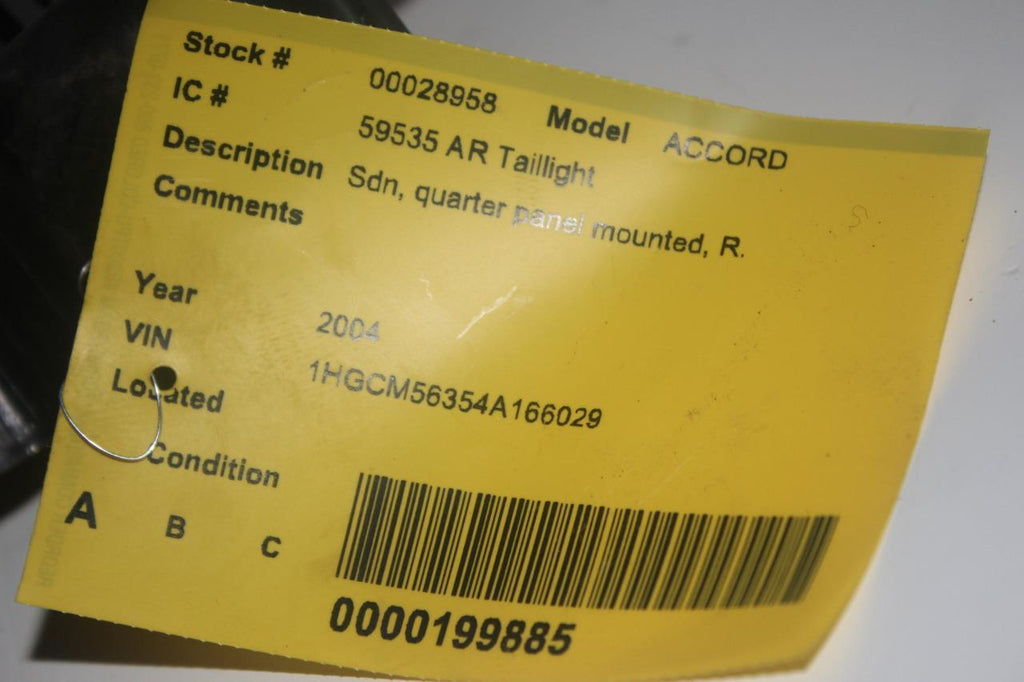 Stock # 00028958 Model ACCORD
IC # 59535 AR Taillight
Description Sdn, quarter panel mounted, R.
Comments
Year 2004
VIN 1HGCM56354A166029
Located
Condition
A B C
0000199885